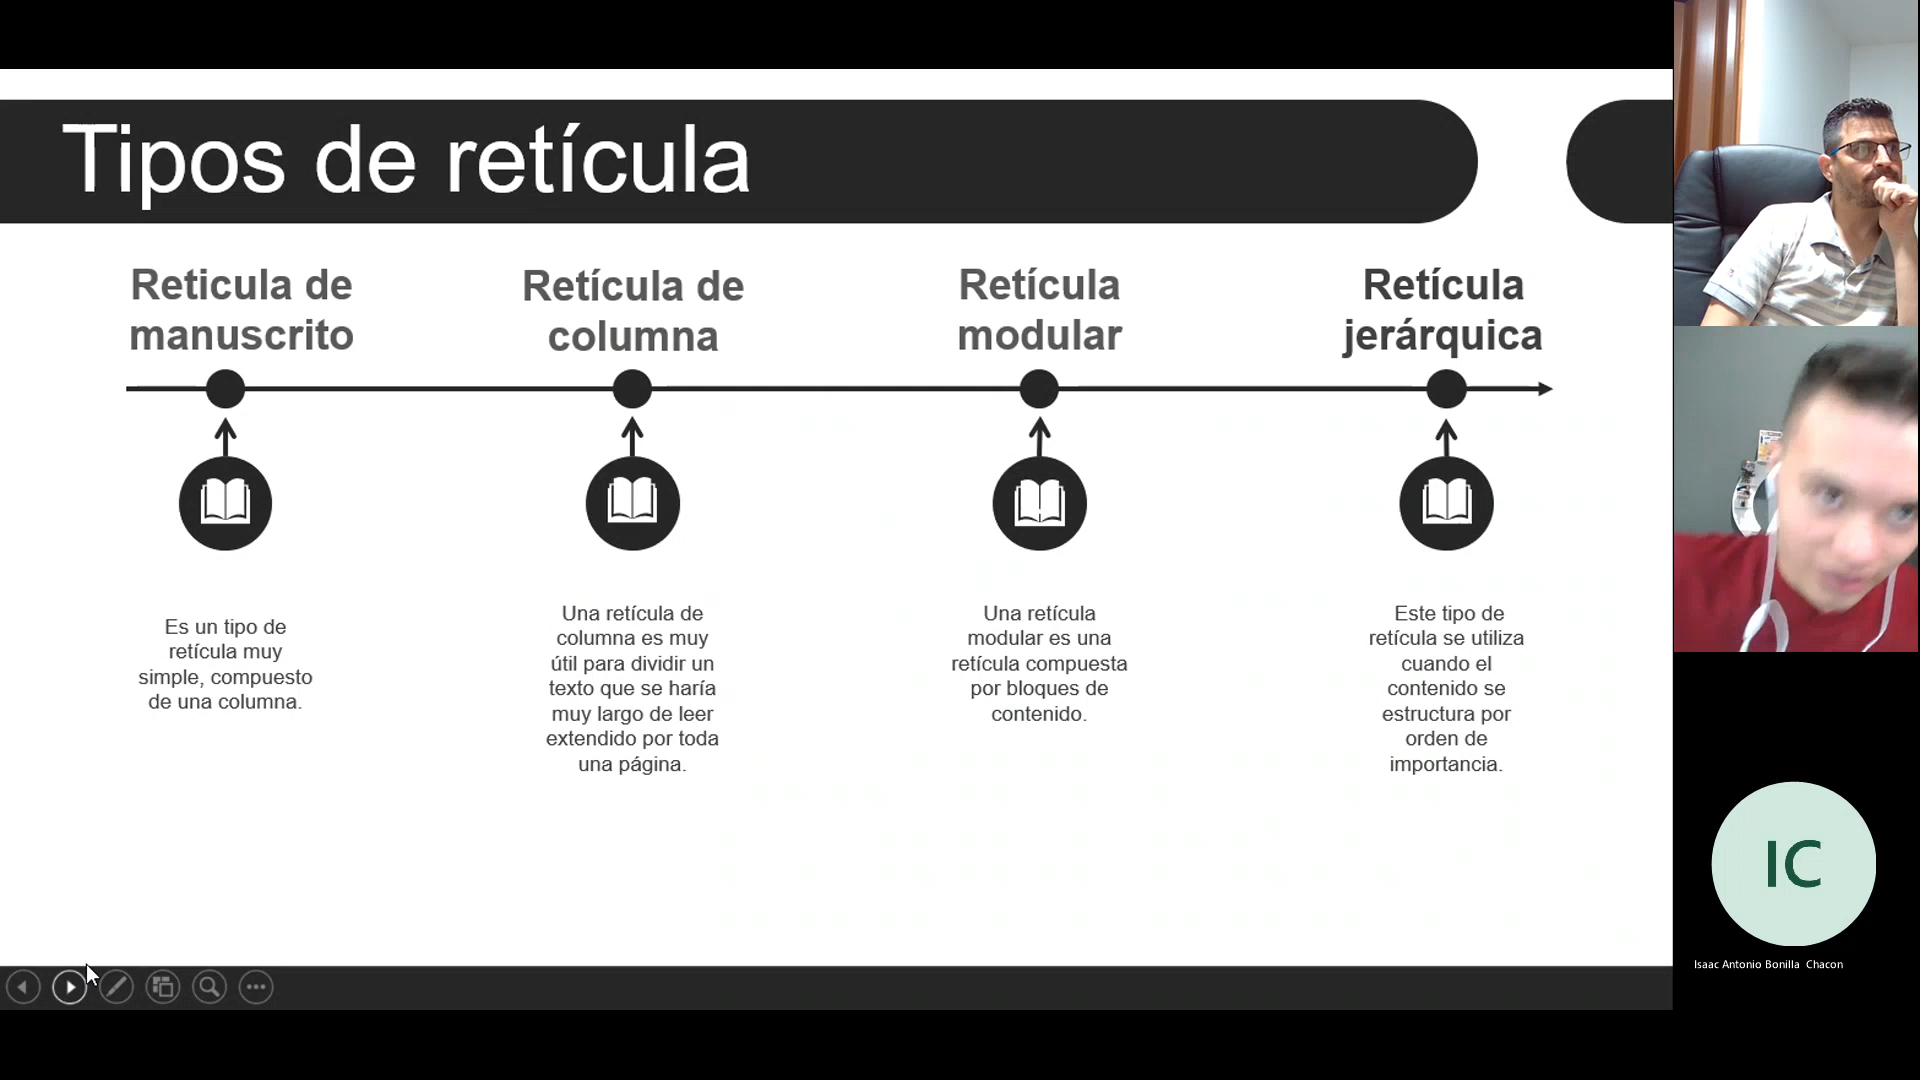 Tipos de retícula
Reticula de
manuscrito
Es un tipo de
retícula muy
simple, compuesto
de una columna.
Retícula de
columna
Una retícula de
columna es muy
útil para dividir un
texto que se haría
muy largo de leer
extendido por toda
una página.
Retícula
modular
Una retícula
modular es una
retícula compuesta
por bloques de
contenido.
Retícula
jerárquica
Este tipo de
retícula se utiliza
cuando el
contenido se
estructura por
orden de
importancia.
IC
Isaac Antonio Bonilla Chacon